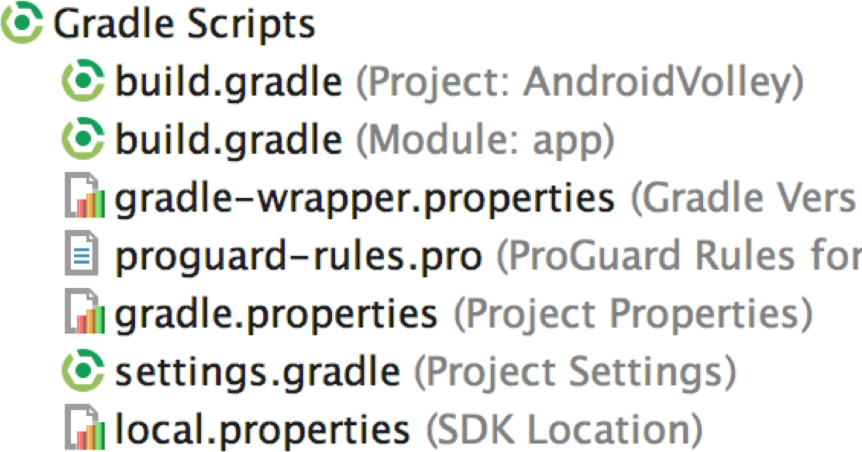 Gradle Scripts
build.gradle (Project: AndroidVolley)
build.gradle (Module: app)
gradle-wrapper.properties (Gradle Vers
proguard-rules.pro (ProGuard Rules for
gradle.properties (Project Properties)
settings.gradle (Project Settings)
local.properties (SDK Location)